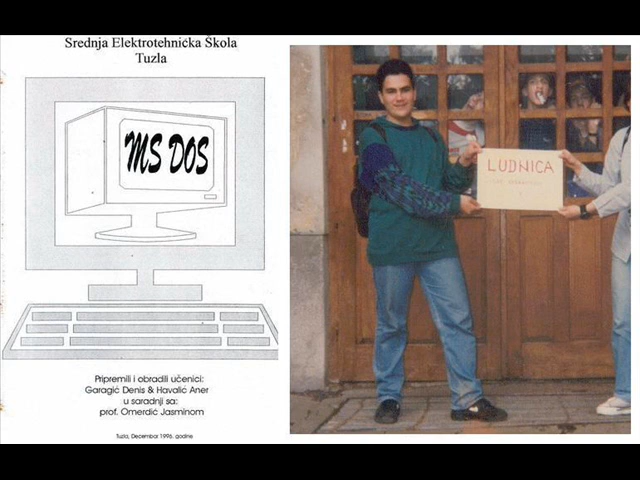 Srednja Elektrotehnička Škola
Tuzla
MS DOS
Pripremili i obradili učenici:
Garagić Denis & Havalić Aner
u saradnji sa:
prof. Omerdić Jasminom
Tuzla, Decembar 1996. godine
LUDNICA